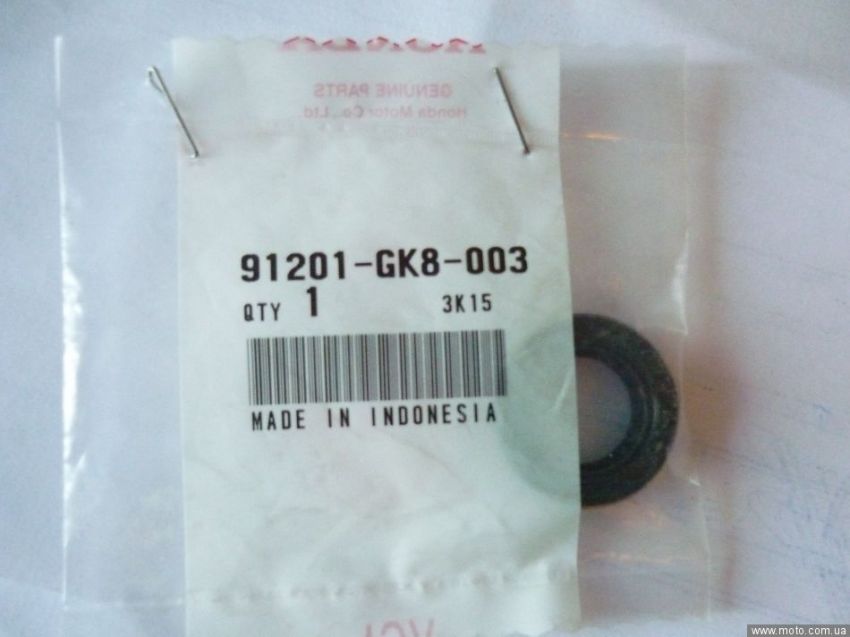 HONDA
GENUINE PARTS
Honda Motor Co., Ltd.
91201-GK8-003
QTY 1 3K15
MADE IN INDONESIA
www.moto.com.ua